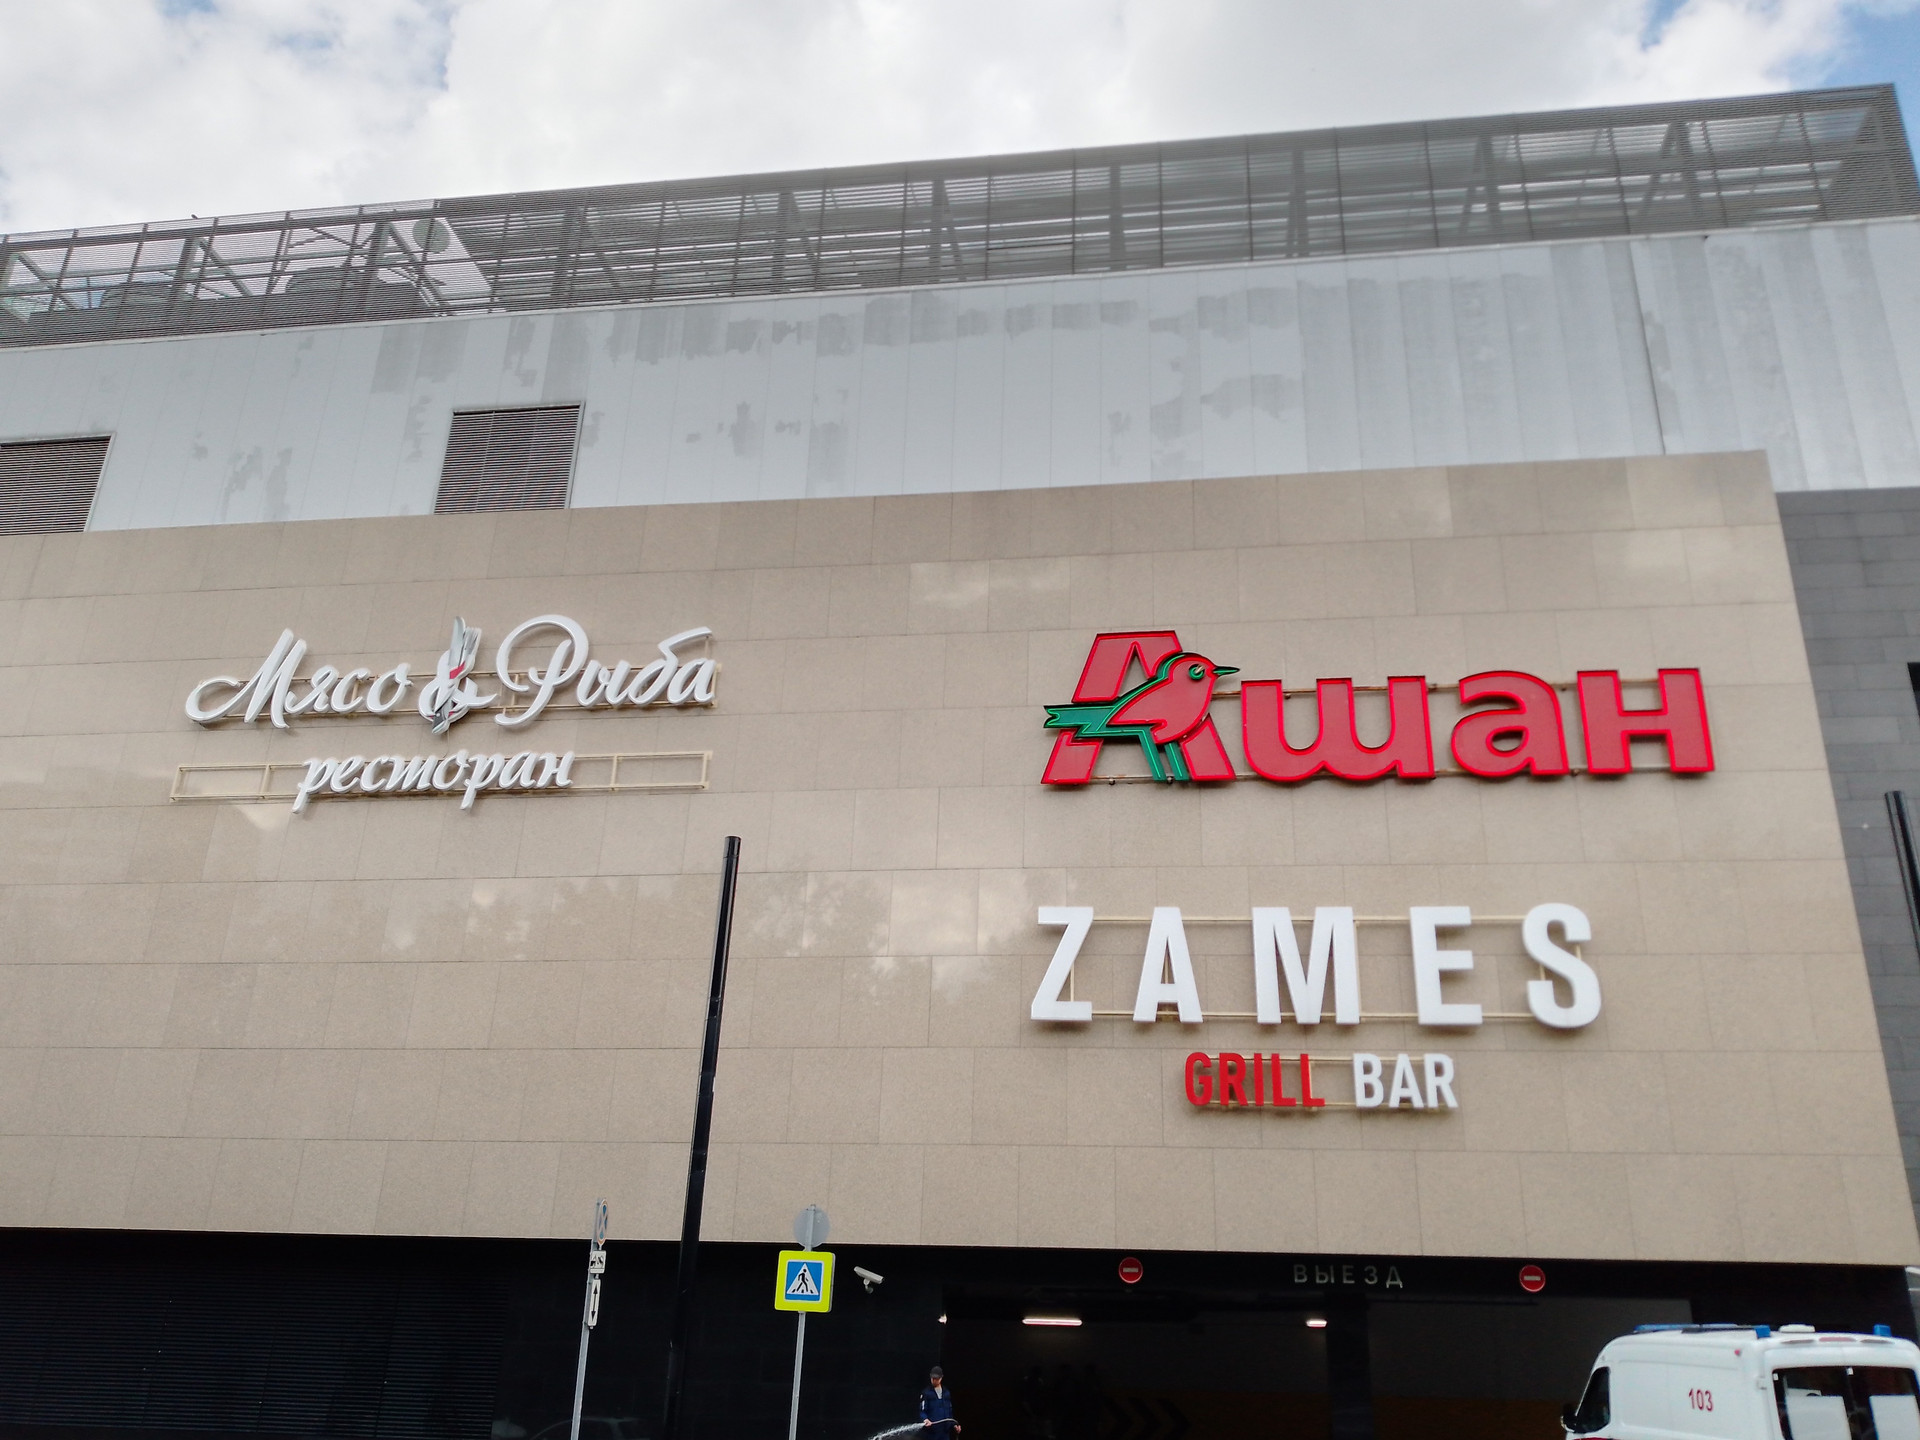 Мясо & Рыба
ресторан
Ашан
ZAMES
GRILL BAR
ВЫЕЗД
103